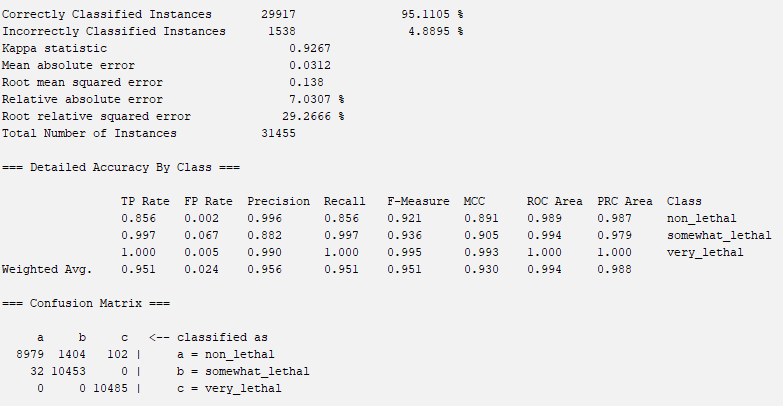 Correctly Classified Instances 29917 95.1105 %
Incorrectly Classified Instances 1538 4.8895 %
Kappa statistic 0.9267
Mean absolute error 0.0312
Root mean squared error 0.138
Relative absolute error 7.0307 %
Root relative squared error 29.2666 %
Total Number of Instances 31455
=== Detailed Accuracy By Class ===
TP Rate FP Rate Precision Recall F-Measure MCC ROC Area PRC Area Class
0.856 0.002 0.996 0.856 0.921 0.891 0.989 0.987 non_lethal
0.997 0.067 0.882 0.997 0.936 0.905 0.994 0.979 somewhat_lethal
1.000 0.005 0.990 1.000 0.995 0.993 1.000 1.000 very_lethal
Weighted Avg. 0.951 0.024 0.956 0.951 0.951 0.930 0.994 0.988
=== Confusion Matrix ===
a b c <-- classified as
8979 1404 102 | a = non_lethal
32 10453 0 | b = somewhat_lethal
0 0 10485 | c = very_lethal